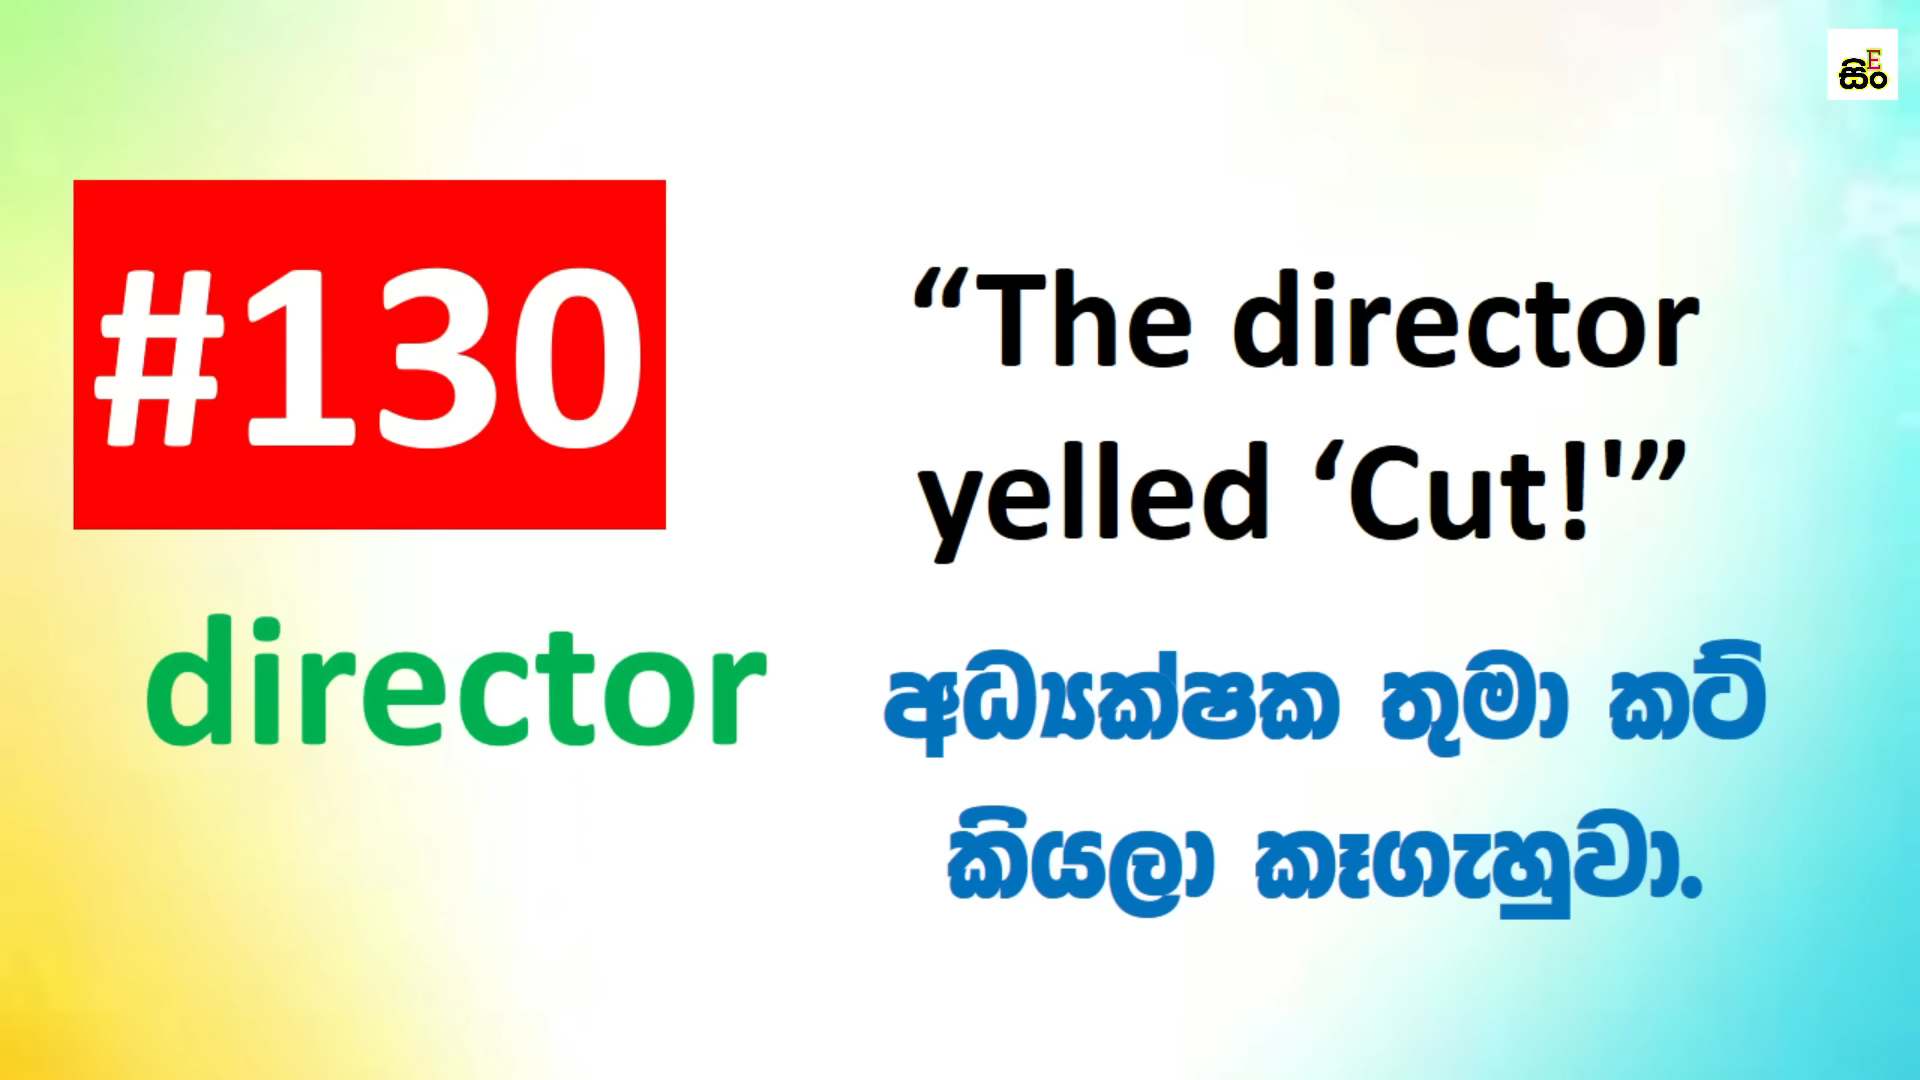 සිංE
#130
director
“The director
yelled ‘Cut!'”
අධ්‍යක්ෂක තුමා කට්
කියලා කෑගැහුවා.